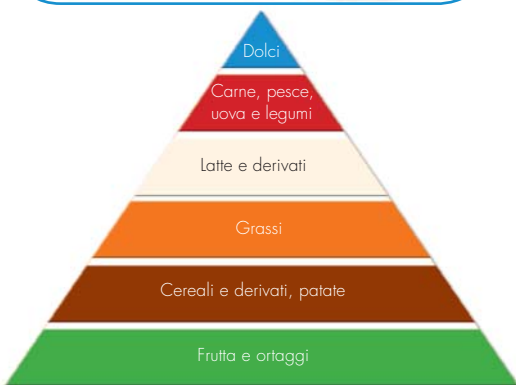 Dolci
Carne, pesce,
uova e legumi
Latte e derivati
Grassi
Cereali e derivati, patate
Frutta e ortaggi